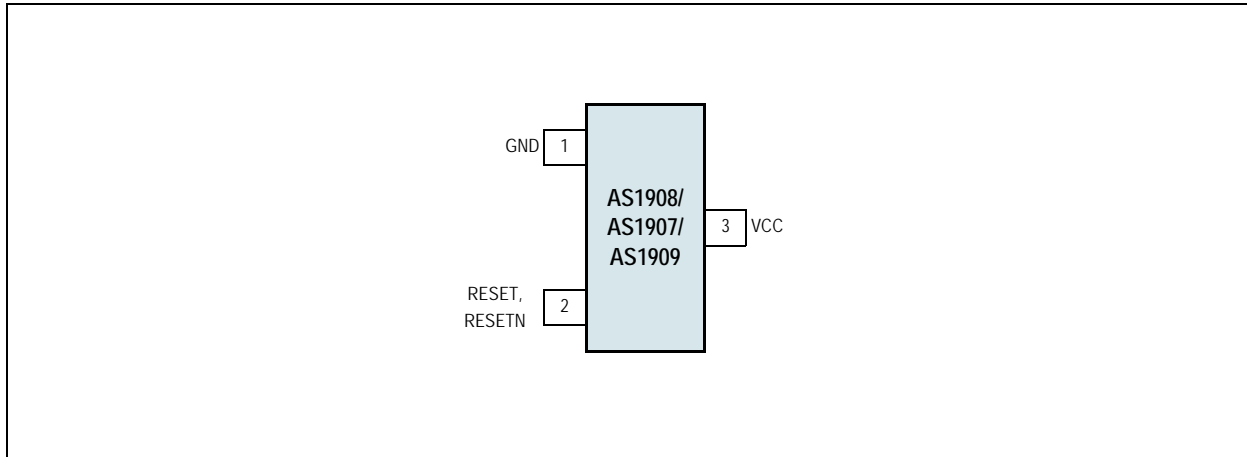 GND 1
AS1908/
AS1907/
AS1909
3 VCC
RESET,
RESETN
2